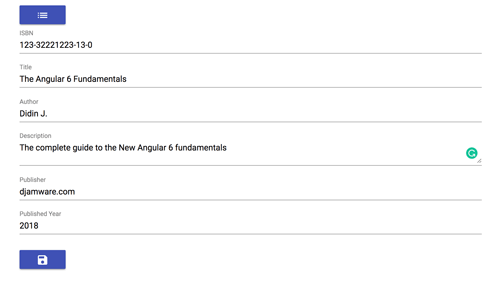 ISBN
123-32221223-13-0
Title
The Angular 6 Fundamentals
Author
Didin J.
Description
The complete guide to the New Angular 6 fundamentals
Publisher
djamware.com
Published Year
2018